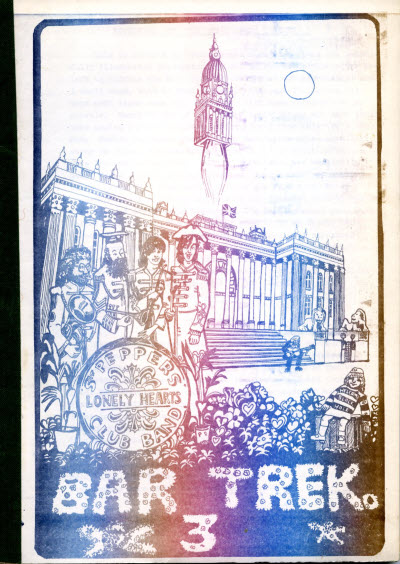 S PEPPERS
LONELY HEARTS
CLUB BAND
BAR TREK.
3